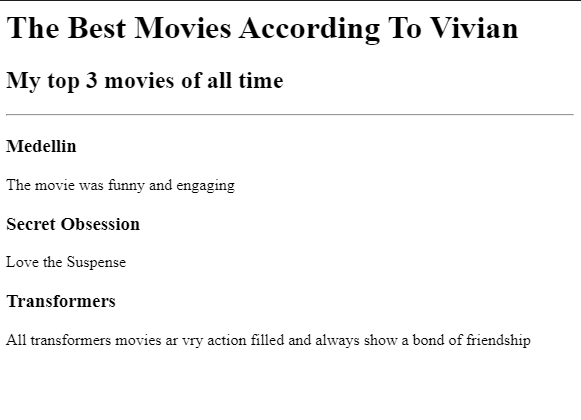 The Best Movies According To Vivian
My top 3 movies of all time
Medellin
The movie was funny and engaging
Secret Obsession
Love the Suspense
Transformers
All transformers movies ar vry action filled and always show a bond of friendship